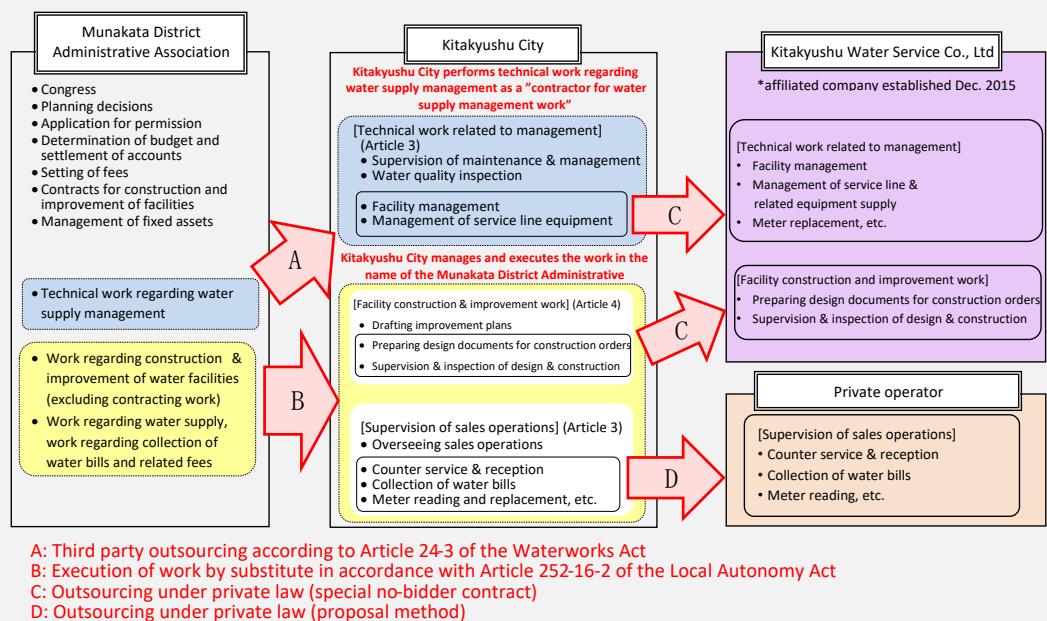 Munakata District
Administrative Association
• Congress
• Planning decisions
• Application for permission
• Determination of budget and
settlement of accounts
• Setting of fees
• Contracts for construction and
improvement of facilities
• Management of fixed assets
• Technical work regarding water
supply management
• Work regarding construction &
improvement of water facilities
(excluding contracting work)
• Work regarding water supply,
work regarding collection of
water bills and related fees
A
B
Kitakyushu City
Kitakyushu City performs technical work regarding
water supply management as a ”contractor for water
supply management work”
[Technical work related to management]
(Article 3)
• Supervision of maintenance & management
• Water quality inspection
• Facility management
• Management of service line equipment
Kitakyushu City manages and executes the work in the
name of the Munakata District Administrative
[Facility construction & improvement work] (Article 4)
• Drafting improvement plans
• Preparing design documents for construction orders
• Supervision & inspection of design & construction
[Supervision of sales operations] (Article 3)
• Overseeing sales operations
• Counter service & reception
• Collection of water bills
• Meter reading and replacement, etc.
C
C
D
Kitakyushu Water Service Co., Ltd
*affiliated company established Dec. 2015
[Technical work related to management]
• Facility management
• Management of service line &
related equipment supply
• Meter replacement, etc.
[Facility construction and improvement work]
• Preparing design documents for construction orders
• Supervision & inspection of design & construction
Private operator
[Supervision of sales operations]
• Counter service & reception
• Collection of water bills
• Meter reading, etc.
A: Third party outsourcing according to Article 24-3 of the Waterworks Act
B: Execution of work by substitute in accordance with Article 252-16-2 of the Local Autonomy Act
C: Outsourcing under private law (special no-bidder contract)
D: Outsourcing under private law (proposal method)